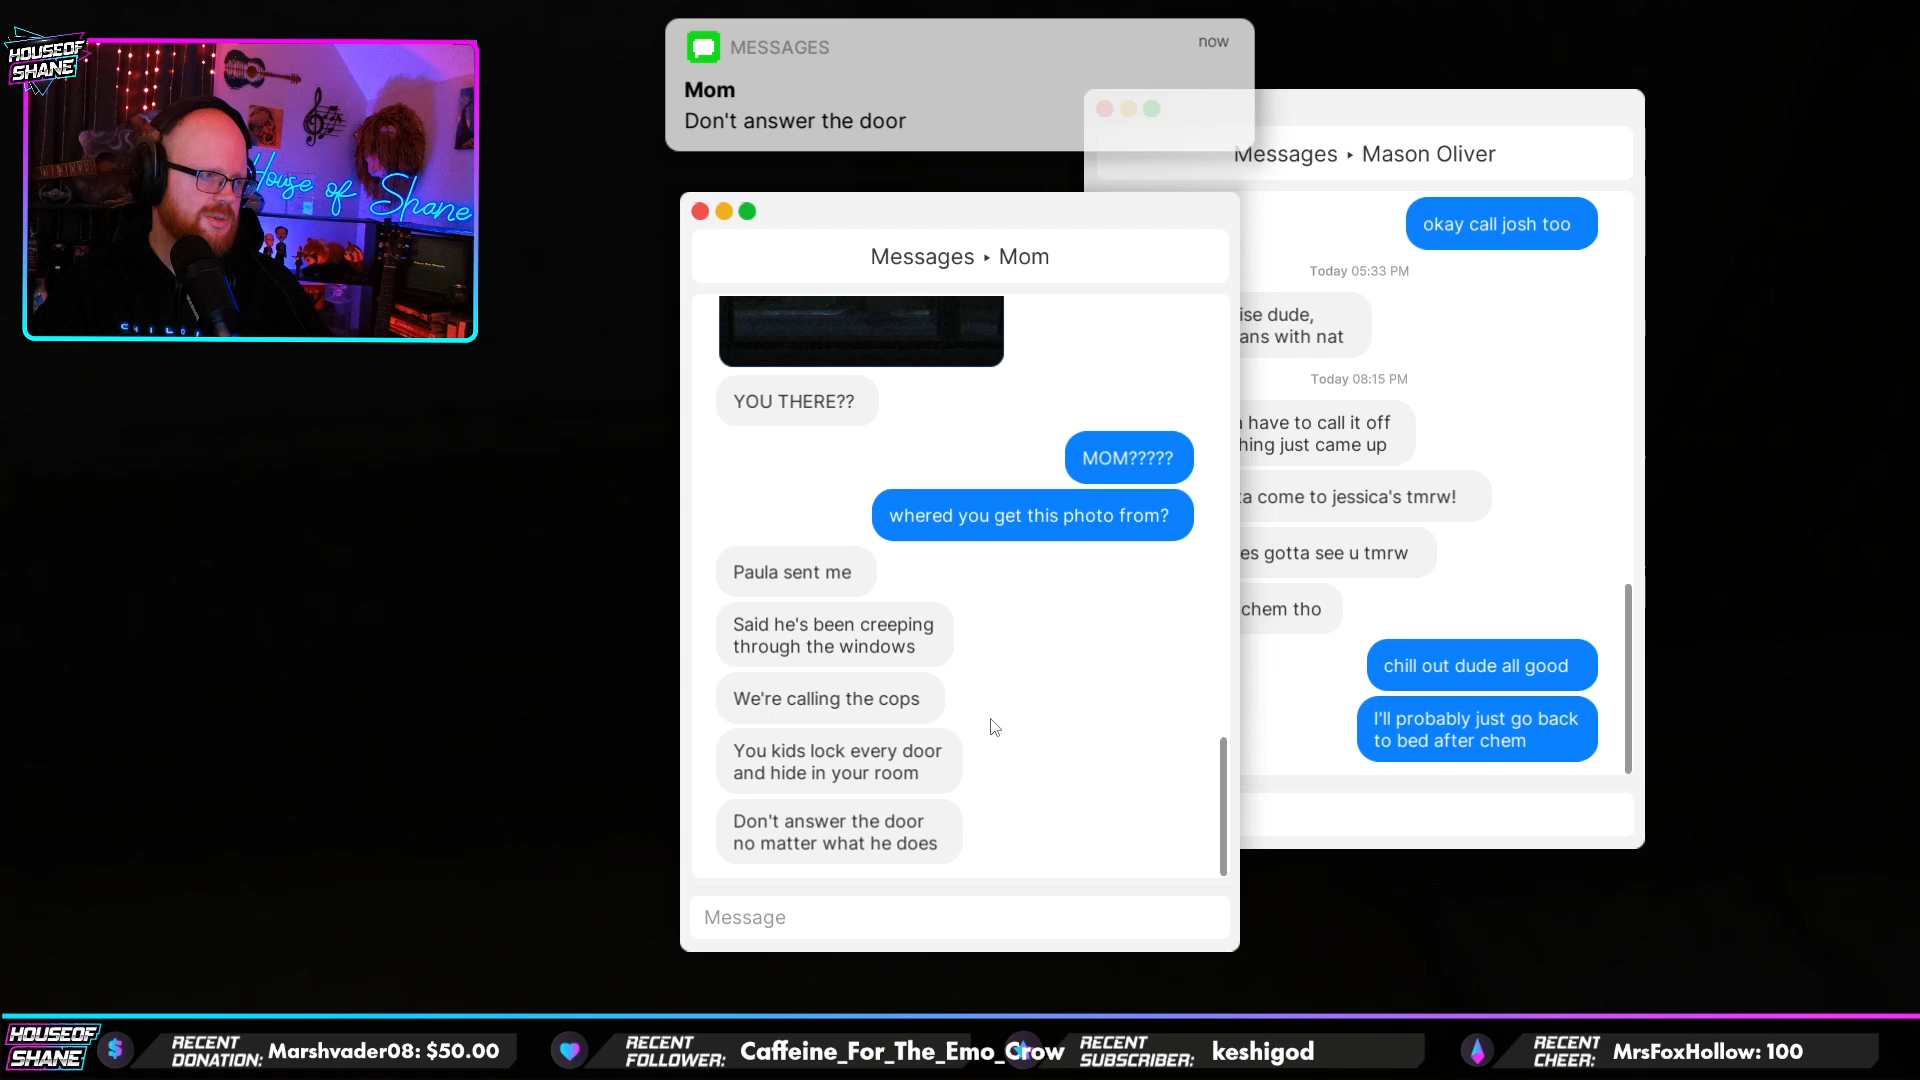 HOUSEOF
SHANE
House of Shane
MESSAGES
now
Mom
Don't answer the door
Messages ▸ Mason Oliver
okay call josh too
Today 05:33 PM
ise dude,
ans with nat
Today 08:15 PM
have to call it off
hing just came up
ta come to jessica's tmrw!
es gotta see u tmrw
chem tho
chill out dude all good
I'll probably just go back
to bed after chem
Messages ▸ Mom
YOU THERE??
MOM?????
whered you get this photo from?
Paula sent me
Said he's been creeping
through the windows
We're calling the cops
You kids lock every door
and hide in your room
Don't answer the door
no matter what he does
Message
HOUSEOF
SHANE
RECENT
DONATION: Marshvader08: $50.00
RECENT
FOLLOWER: Caffeine_For_The_Emo_Crow
RECENT
SUBSCRIBER: keshigod
RECENT
CHEER: MrsFoxHollow: 100